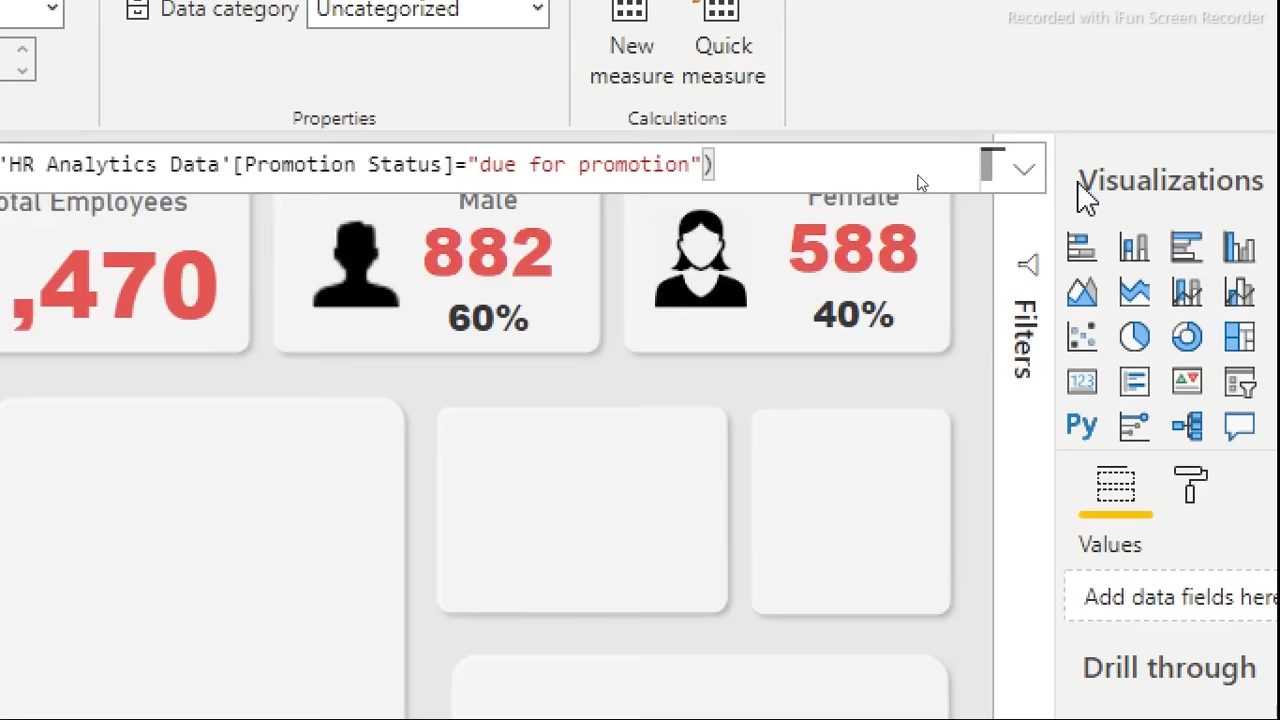 Data category
Uncategorized
New measure
Quick measure
Properties
Calculations
Recorded with iFun Screen Recorder
'HR Analytics Data'[Promotion Status]="due for promotion")
otal Employees
,470
Male
882
60%
Female
588
40%
Filters
Visualizations
123
Py
Values
Add data fields here
Drill through